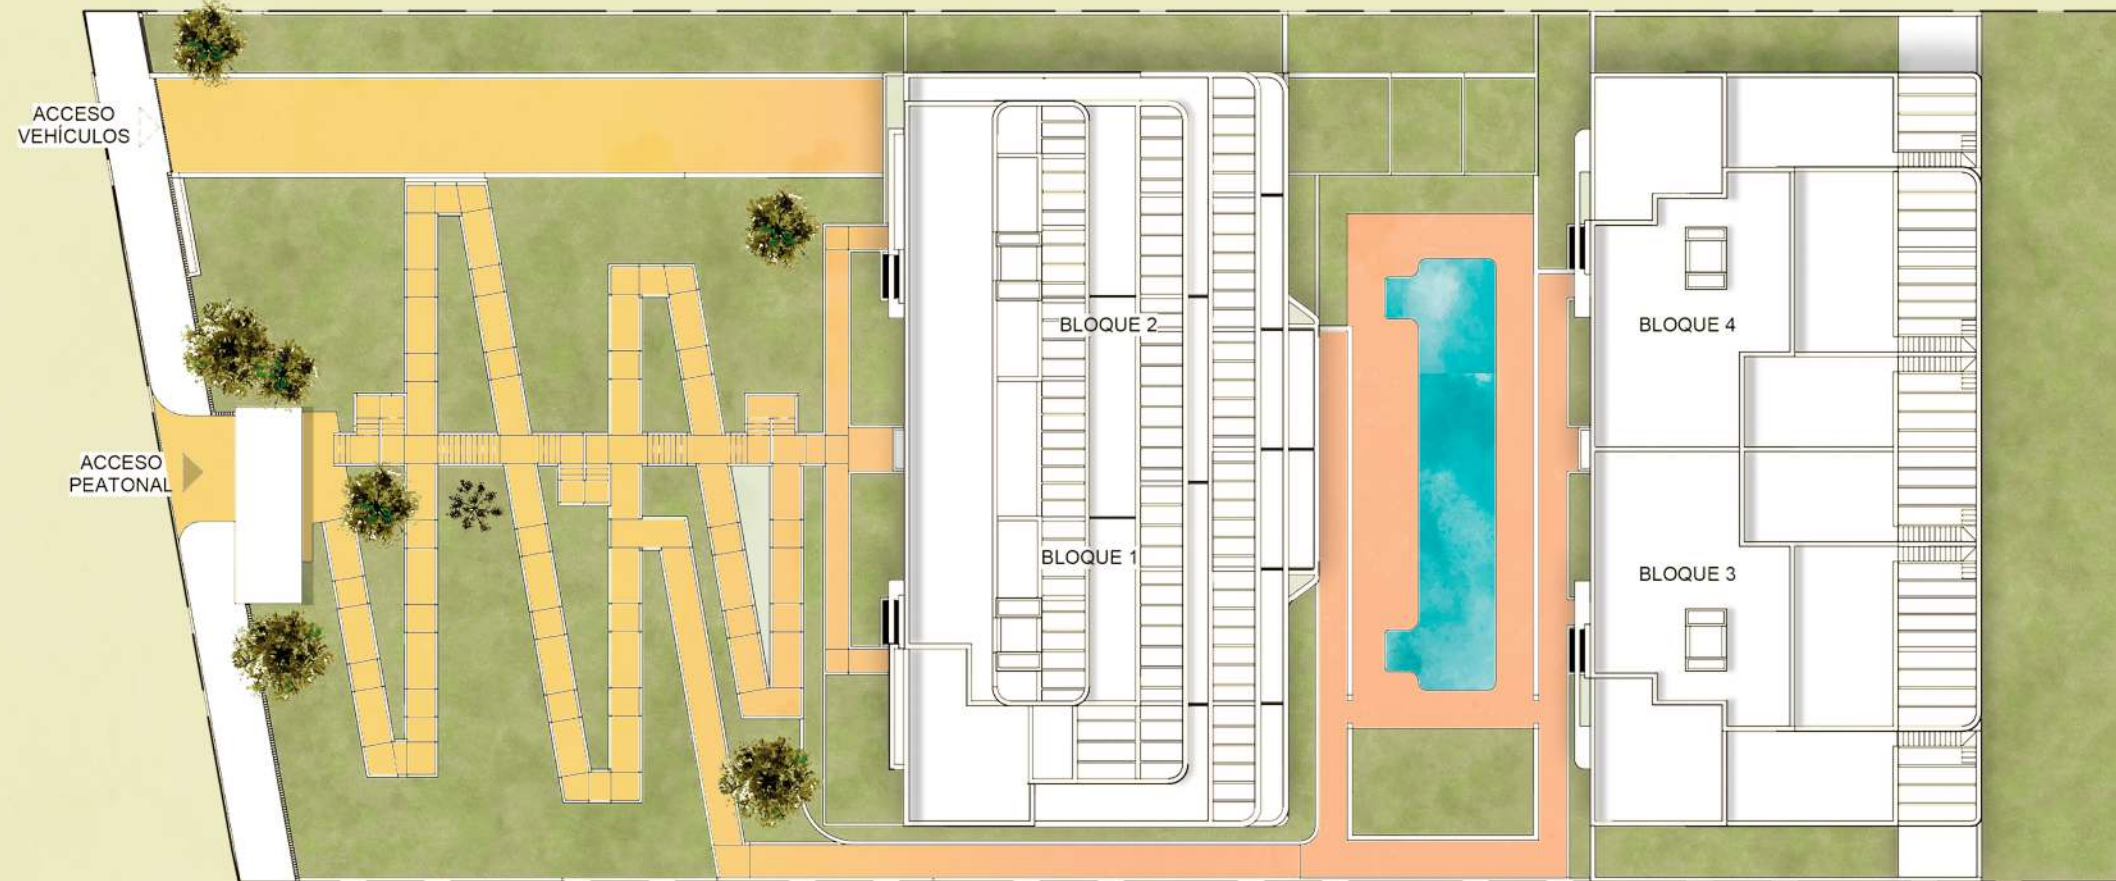 ACCESO
VEHÍCULOS
ACCESO
PEATONAL
BLOQUE 2
BLOQUE 1
BLOQUE 4
BLOQUE 3